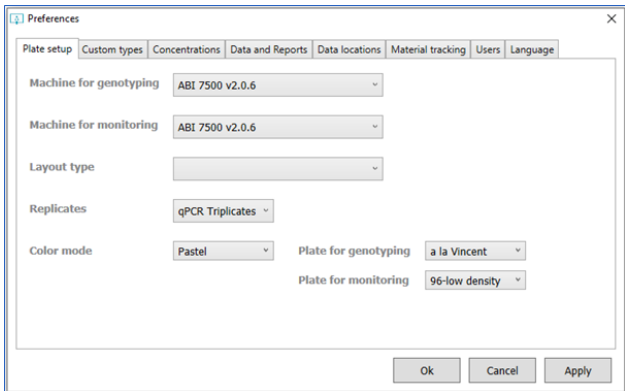 Preferences
Plate setup Custom types Concentrations Data and Reports Data locations Material tracking Users Language
Machine for genotyping ABI 7500 v2.0.6
Machine for monitoring ABI 7500 v2.0.6
Layout type
Replicates qPCR Triplicates
Color mode Pastel Plate for genotyping a la Vincent
Plate for monitoring 96-low density
Ok Cancel Apply